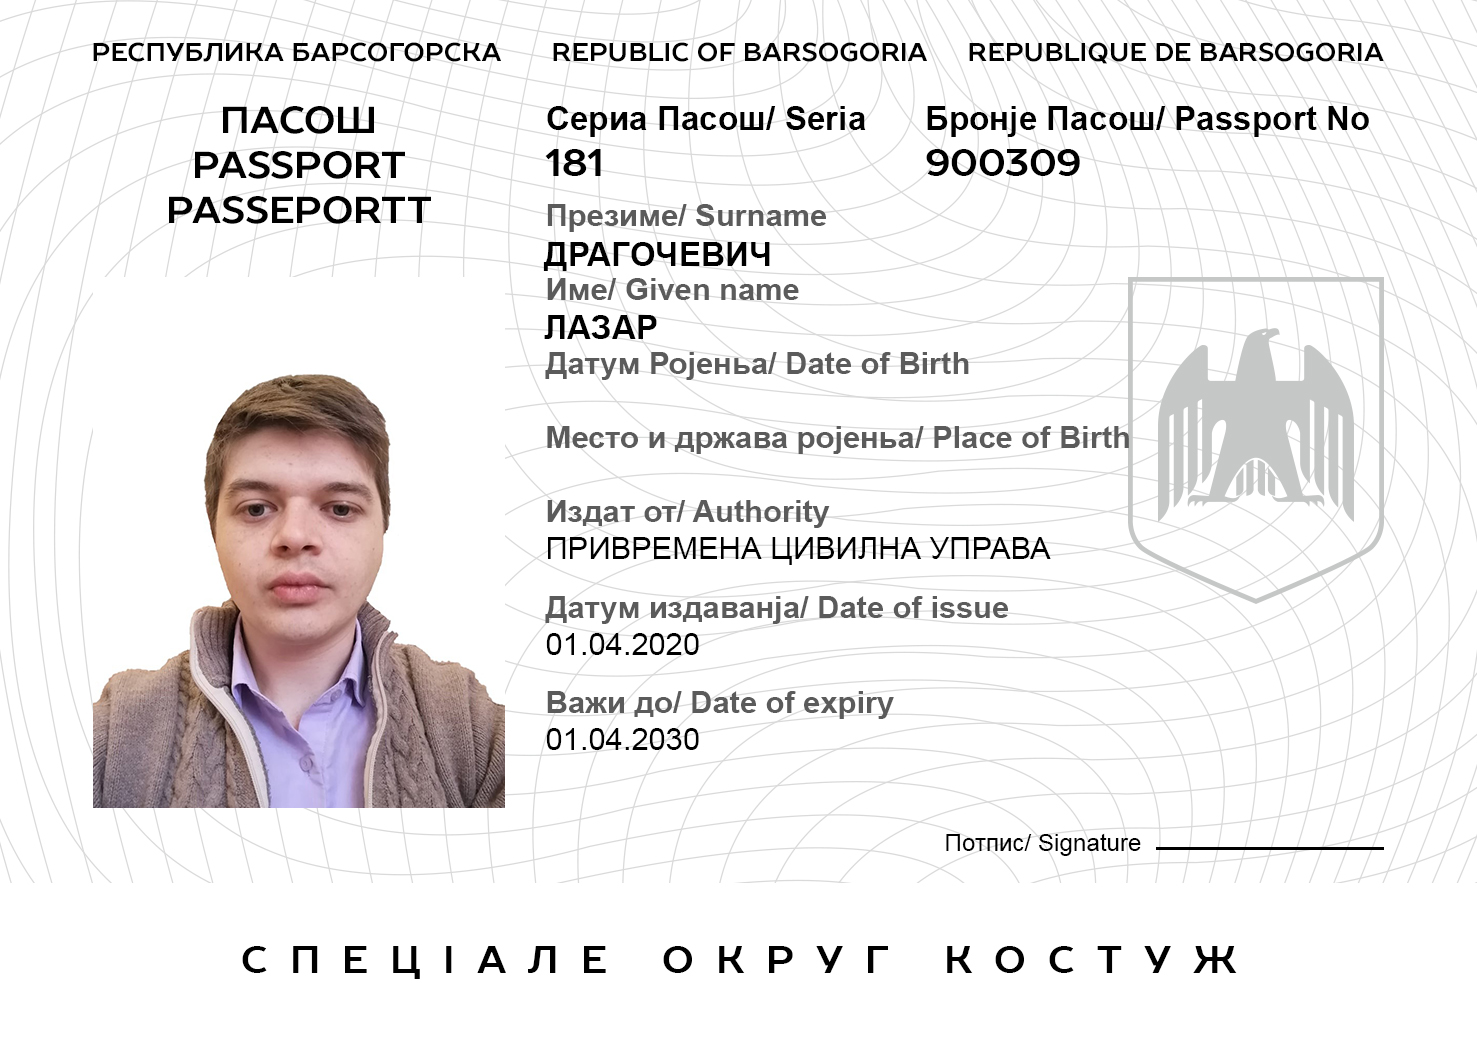 РЕСПУБЛИКА БАРСОГОРСКА REPUBLIC OF BARSOGORIA REPUBLIQUE DE BARSOGORIA
ПАСОШ
PASSPORT
PASSEPORTT
Сериа Пасош/ Seria Бронје Пасош/ Passport No
181 900309
Презиме/ Surname
ДРАГОЧЕВИЧ
Име/ Given name
ЛАЗАР
Датум Ројеньа/ Date of Birth
Место и држава ројеньа/ Place of Birth
Издат от/ Authority
ПРИВРЕМЕНА ЦИВИЛНА УПРАВА
Датум издаванја/ Date of issue
01.04.2020
Важи до/ Date of expiry
01.04.2030
Потпис/ Signature
СПЕЦІАЛЕ ОКРУГ КОСТУЖ